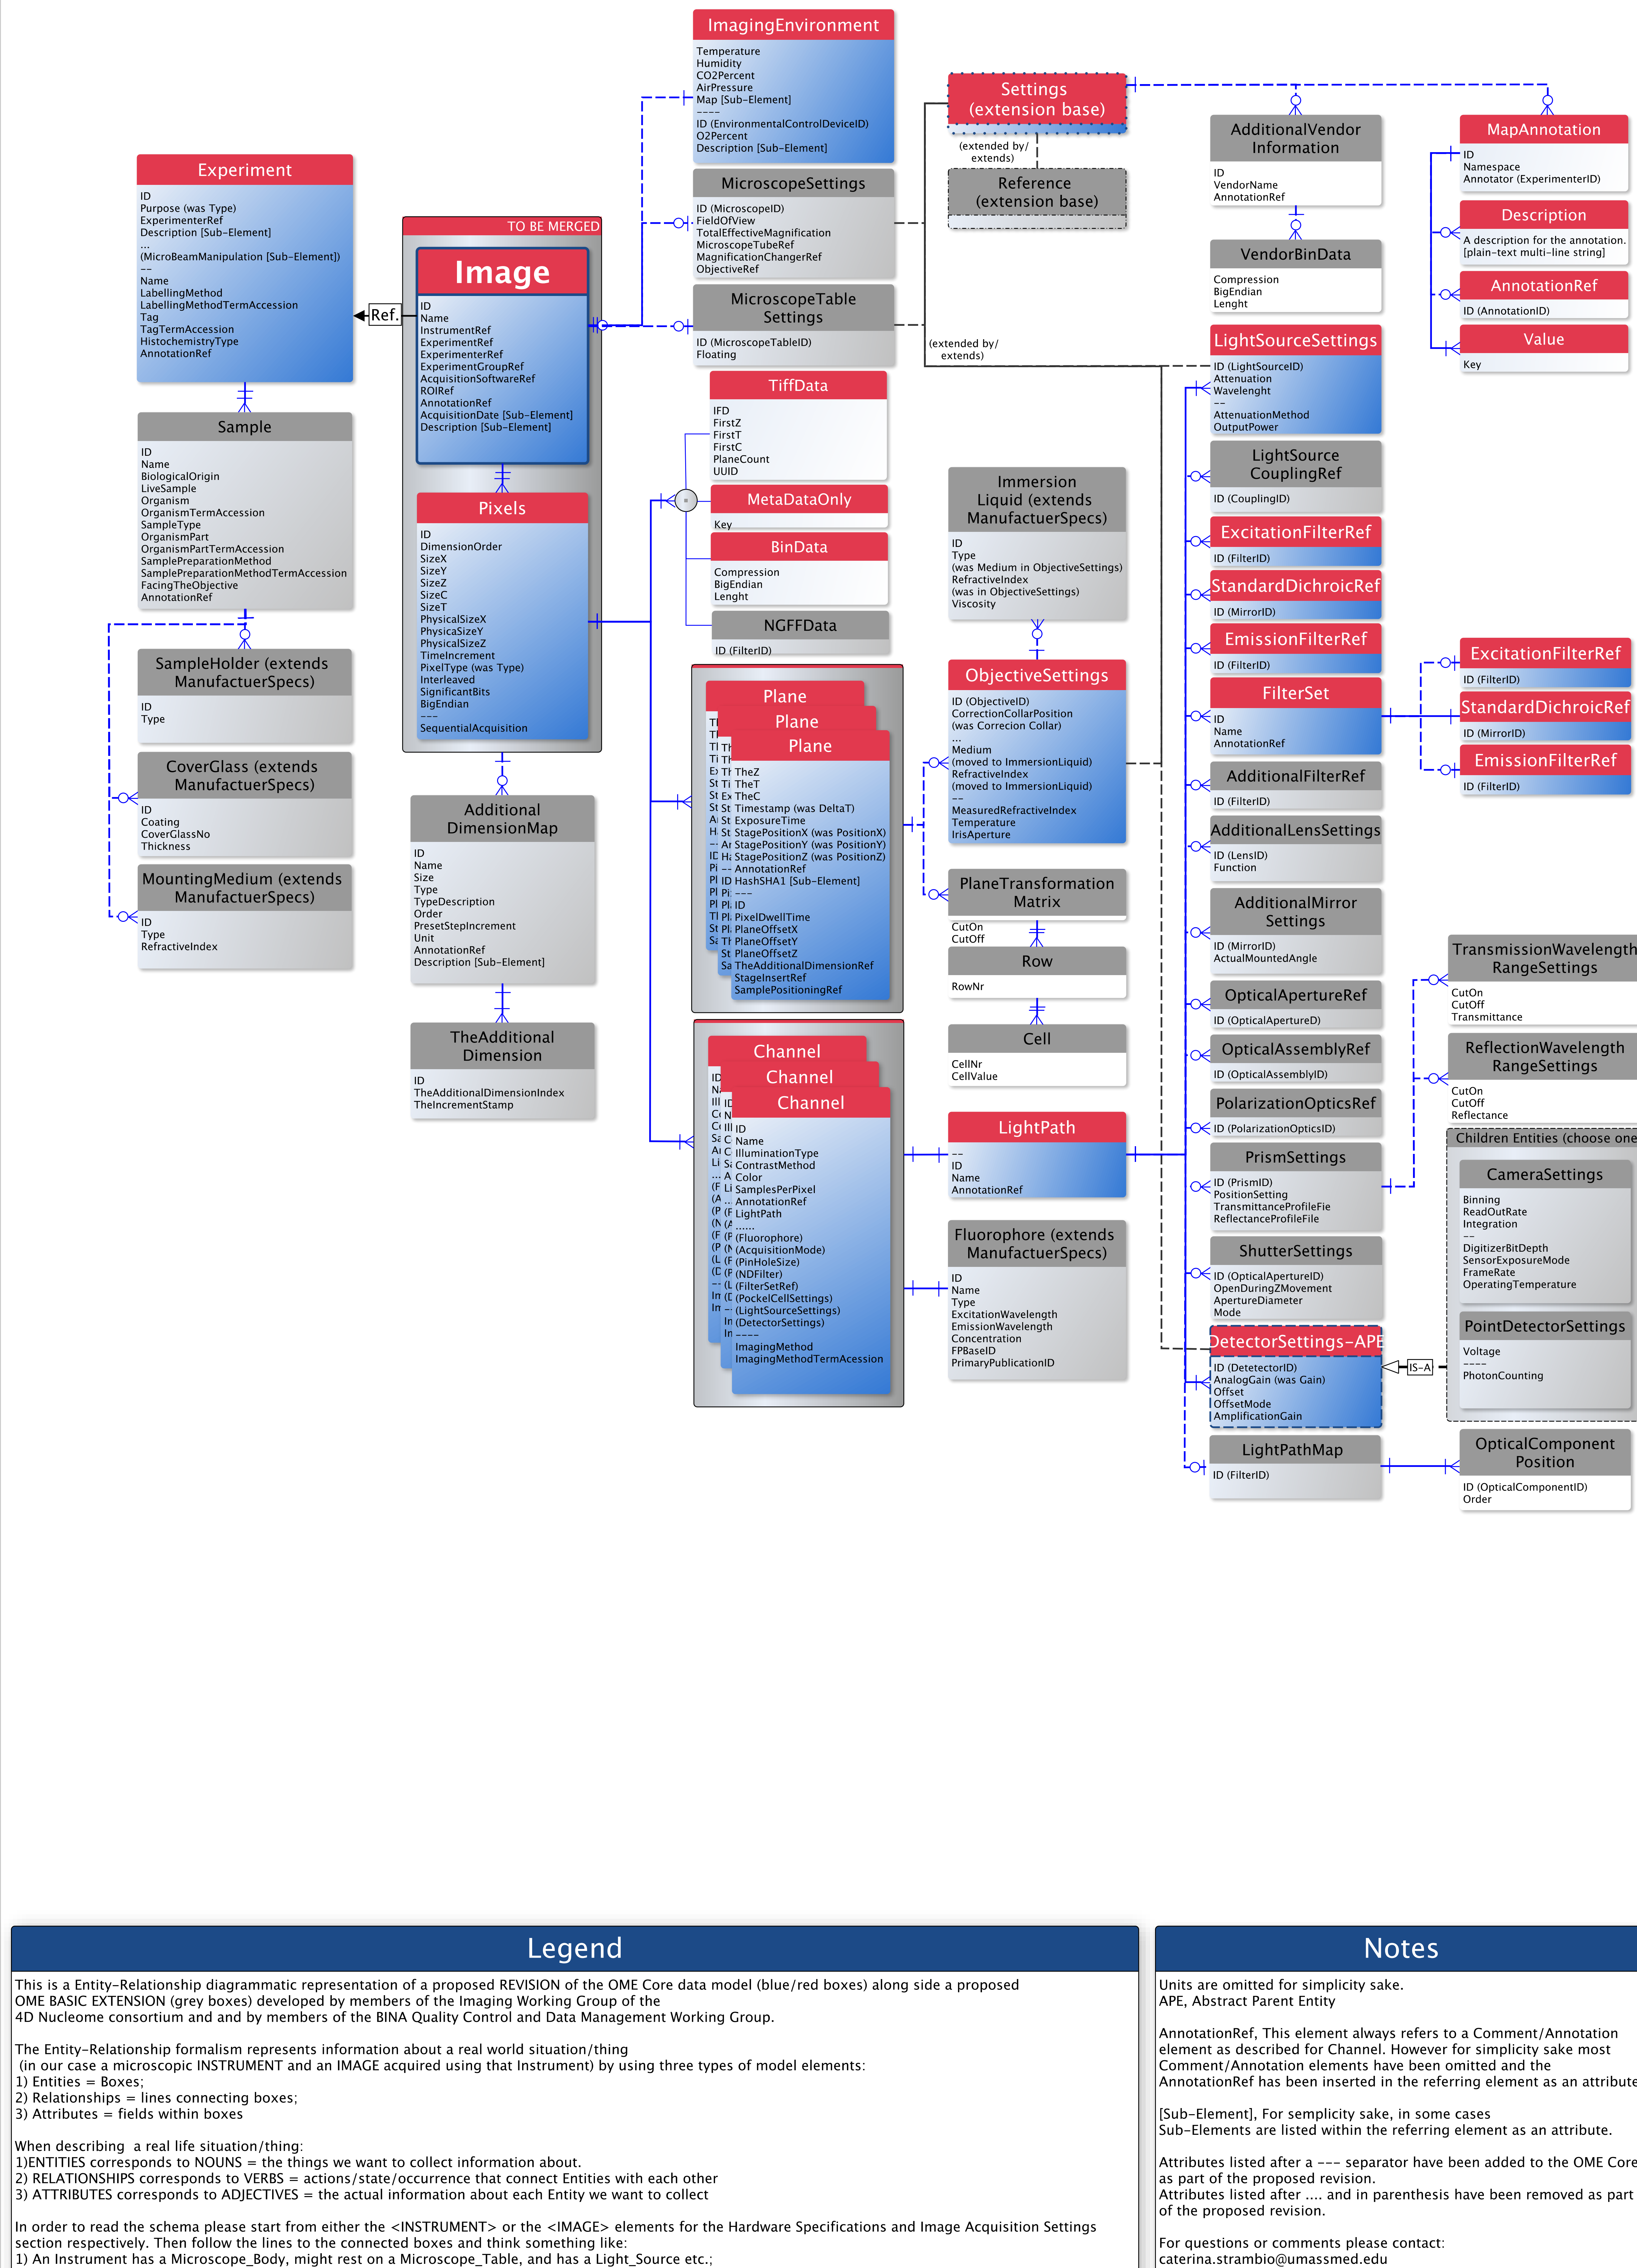 ImagingEnvironment
Temperature
Humidity
CO2Percent
AirPressure
Map [Sub-Element]
----
ID (EnvironmentalControlDeviceID)
O2Percent
Description [Sub-Element]
Settings
(extension base)
(extended by/
extends)
Reference
(extension base)
AdditionalVendor
Information
ID
VendorName
AnnotationRef
VendorBinData
Compression
BigEndian
Lenght
MapAnnotation
ID
Namespace
Annotator (ExperimenterID)
Description
A description for the annotation.
[plain-text multi-line string]
AnnotationRef
ID (AnnotationID)
Value
Key
Experiment
ID
Purpose (was Type)
ExperimenterRef
Description [Sub-Element]
...
(MicroBeamManipulation [Sub-Element])
--
Name
LabellingMethod
LabellingMethodTermAccession
Tag
TagTermAccession
HistochemistryType
AnnotationRef
Ref.
TO BE MERGED
Image
ID
Name
InstrumentRef
ExperimentRef
ExperimenterRef
ExperimentGroupRef
AcquisitionSoftwareRef
ROIRef
AnnotationRef
AcquisitionDate [Sub-Element]
Description [Sub-Element]
Pixels
ID
DimensionOrder
SizeX
SizeY
SizeZ
SizeC
SizeT
PhysicalSizeX
PhysicaSizeY
PhysicalSizeZ
TimeIncrement
PixelType (was Type)
Interleaved
SignificantBits
BigEndian
---
SequentialAcquisition
MicroscopeSettings
ID (MicroscopeID)
FieldOfView
TotalEffectiveMagnification
MicroscopeTubeRef
MagnificationChangerRef
ObjectiveRef
MicroscopeTable
Settings
ID (MicroscopeTableID)
Floating
(extended by/
extends)
TiffData
IFD
FirstZ
FirstT
FirstC
PlaneCount
UUID
MetaDataOnly
Key
BinData
Compression
BigEndian
Lenght
NGFFData
ID (FilterID)
Sample
ID
Name
BiologicalOrigin
LiveSample
Organism
OrganismTermAccession
SampleType
OrganismPart
OrganismPartTermAccession
SamplePreparationMethod
SamplePreparationMethodTermAccession
FacingTheObjective
AnnotationRef
SampleHolder (extends
ManufactuerSpecs)
ID
Type
CoverGlass (extends
ManufactuerSpecs)
ID
Coating
CoverGlassNo
Thickness
MountingMedium (extends
ManufactuerSpecs)
ID
Type
RefractiveIndex
Additional
DimensionMap
ID
Name
Size
Type
TypeDescription
Order
PresetStepIncrement
Unit
AnnotationRef
Description [Sub-Element]
TheAdditional
Dimension
ID
TheAdditionalDimensionIndex
TheIncrementStamp
Plane
Plane
Plane
TheZ
TheT
TheC
Timestamp (was DeltaT)
ExposureTime
StagePositionX (was PositionX)
StagePositionY (was PositionY)
StagePositionZ (was PositionZ)
AnnotationRef
HashSHA1 [Sub-Element]
---
ID
PixelDwellTime
PlaneOffsetX
PlaneOffsetY
PlaneOffsetZ
TheAdditionalDimensionRef
StageInsertRef
SamplePositioningRef
Channel
Channel
Channel
ID
Name
IlluminationType
ContrastMethod
Color
SamplesPerPixel
AnnotationRef
LightPath
......
(Fluorophore)
(AcquisitionMode)
(PinHoleSize)
(NDFilter)
(FilterSetRef)
(PockelCellSettings)
(LightSourceSettings)
(DetectorSettings)
----
ImagingMethod
ImagingMethodTermAcession
Immersion
Liquid (extends
ManufactuerSpecs)
ID
Type
(was Medium in ObjectiveSettings)
RefractiveIndex
(was in ObjectiveSettings)
Viscosity
ObjectiveSettings
ID (ObjectiveID)
CorrectionCollarPosition
(was Correcion Collar)
...
Medium
(moved to ImmersionLiquid)
RefractiveIndex
(moved to ImmersionLiquid)
--
MeasuredRefractiveIndex
Temperature
IrisAperture
PlaneTransformation
Matrix
CutOn
CutOff
Row
RowNr
Cell
CellNr
CellValue
LightPath
--
ID
Name
AnnotationRef
Fluorophore (extends
ManufactuerSpecs)
ID
Name
Type
ExcitationWavelength
EmissionWavelength
Concentration
FPBaseID
PrimaryPublicationID
LightSourceSettings
ID (LightSourceID)
Attenuation
Wavelenght
--
AttenuationMethod
OutputPower
LightSource
CouplingRef
ID (CouplingID)
ExcitationFilterRef
ID (FilterID)
StandardDichroicRef
ID (MirrorID)
EmissionFilterRef
ID (FilterID)
FilterSet
ID
Name
AnnotationRef
ExcitationFilterRef
ID (FilterID)
StandardDichroicRef
ID (MirrorID)
EmissionFilterRef
ID (FilterID)
AdditionalFilterRef
ID (FilterID)
AdditionalLensSettings
ID (LensID)
Function
AdditionalMirror
Settings
ID (MirrorID)
ActualMountedAngle
OpticalApertureRef
ID (OpticalApertureD)
OpticalAssemblyRef
ID (OpticalAssemblyID)
PolarizationOpticsRef
ID (PolarizationOpticsID)
PrismSettings
ID (PrismID)
PositionSetting
TransmittanceProfileFie
ReflectanceProfileFile
ShutterSettings
ID (OpticalApertureID)
OpenDuringZMovement
ApertureDiameter
Mode
DetectorSettings-APE
ID (DetetectorID)
AnalogGain (was Gain)
Offset
OffsetMode
AmplificationGain
IS-A
LightPathMap
ID (FilterID)
TransmissionWavelength
RangeSettings
CutOn
CutOff
Transmittance
ReflectionWavelength
RangeSettings
CutOn
CutOff
Reflectance
Children Entities (choose one
CameraSettings
Binning
ReadOutRate
Integration
--
DigitizerBitDepth
SensorExposureMode
FrameRate
OperatingTemperature
PointDetectorSettings
Voltage
----
PhotonCounting
OpticalComponent
Position
ID (OpticalComponentID)
Order
Legend
This is a Entity-Relationship diagrammatic representation of a proposed REVISION of the OME Core data model (blue/red boxes) along side a proposed
OME BASIC EXTENSION (grey boxes) developed by members of the Imaging Working Group of the
4D Nucleome consortium and and by members of the BINA Quality Control and Data Management Working Group.
The Entity-Relationship formalism represents information about a real world situation/thing
(in our case a microscopic INSTRUMENT and an IMAGE acquired using that Instrument) by using three types of model elements:
1) Entities = Boxes;
2) Relationships = lines connecting boxes;
3) Attributes = fields within boxes
When describing a real life situation/thing:
1)ENTITIES corresponds to NOUNS = the things we want to collect information about.
2) RELATIONSHIPS corresponds to VERBS = actions/state/occurrence that connect Entities with each other
3) ATTRIBUTES corresponds to ADJECTIVES = the actual information about each Entity we want to collect
In order to read the schema please start from either the <INSTRUMENT> or the <IMAGE> elements for the Hardware Specifications and Image Acquisition Settings
section respectively. Then follow the lines to the connected boxes and think something like:
1) An Instrument has a Microscope_Body, might rest on a Microscope_Table, and has a Light_Source etc.;
Notes
Units are omitted for simplicity sake.
APE, Abstract Parent Entity
AnnotationRef, This element always refers to a Comment/Annotation
element as described for Channel. However for simplicity sake most
Comment/Annotation elements have been omitted and the
AnnotationRef has been inserted in the referring element as an attribute
[Sub-Element], For semplicity sake, in some cases
Sub-Elements are listed within the referring element as an attribute.
Attributes listed after a --- separator have been added to the OME Core
as part of the proposed revision.
Attributes listed after .... and in parenthesis have been removed as part
of the proposed revision.
For questions or comments please contact:
caterina.strambio@umassmed.edu